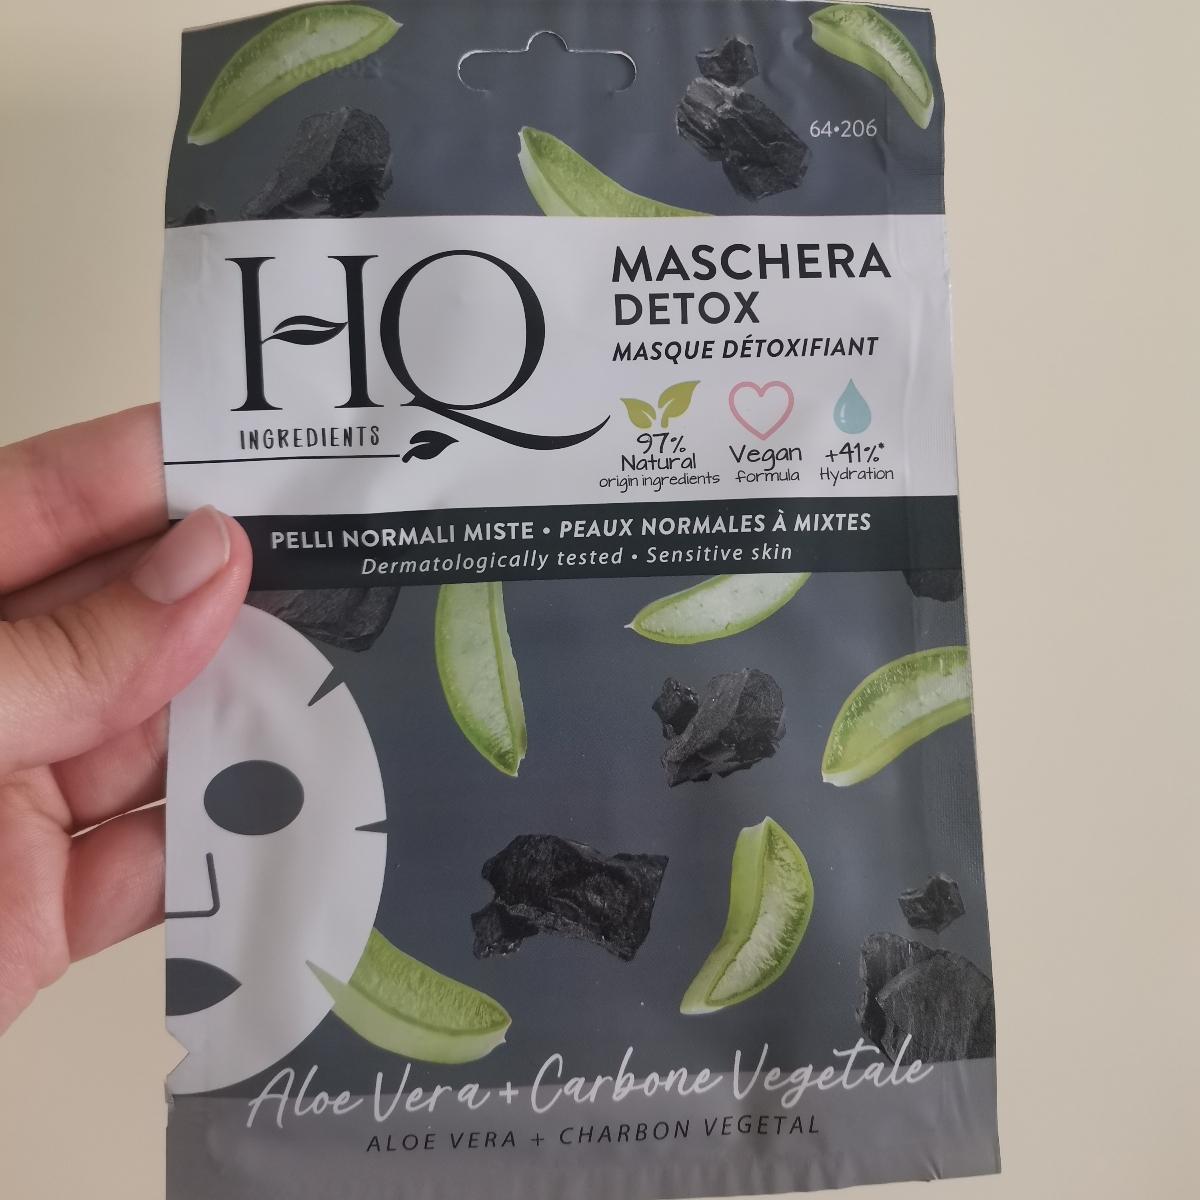 64•206
HQ
INGREDIENTS
MASCHERA
DETOX
MASQUE DÉTOXIFIANT
97%
Natural
origin ingredients
Vegan
formula
+41%*
Hydration
PELLI NORMALI MISTE • PEAUX NORMALES À MIXTES
Dermatologically tested • Sensitive skin
Aloe Vera + Carbone Vegetale
ALOE VERA + CHARBON VEGETAL